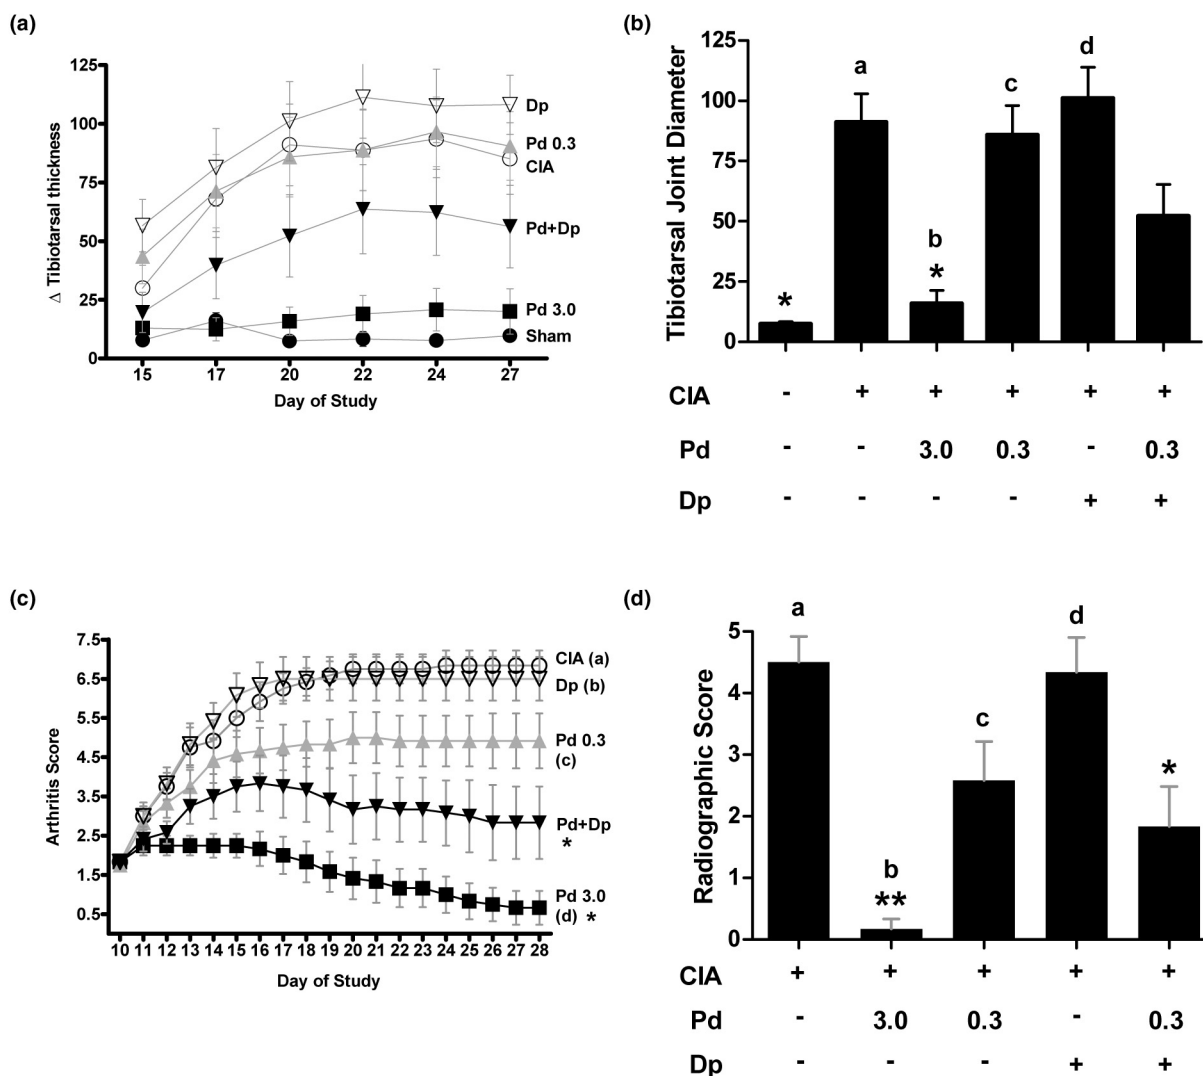 (a)
125
100
75
50
25
0
Δ Tibiotarsal thickness
Dp
Pd 0.3
CIA
Pd+Dp
Pd 3.0
Sham
15 17 20 22 24 27
Day of Study
(b)
125
100
75
50
25
0
Tibiotarsal Joint Diameter
a
b
c
d
*
*
CIA - + + + + +
Pd - - 3.0 0.3 - 0.3
Dp - - - - + +
(c)
7.5
6.5
5.5
4.5
3.5
2.5
1.5
0.5
Arthritis Score
CIA (a)
Dp (b)
Pd 0.3
(c)
Pd+Dp
*
Pd 3.0
(d) *
10 11 12 13 14 15 16 17 18 19 20 21 22 23 24 25 26 27 28
Day of Study
(d)
5
4
3
2
1
0
Radiographic Score
a
b
**
c
d
*
CIA + + + + +
Pd - 3.0 0.3 - 0.3
Dp - - - + +